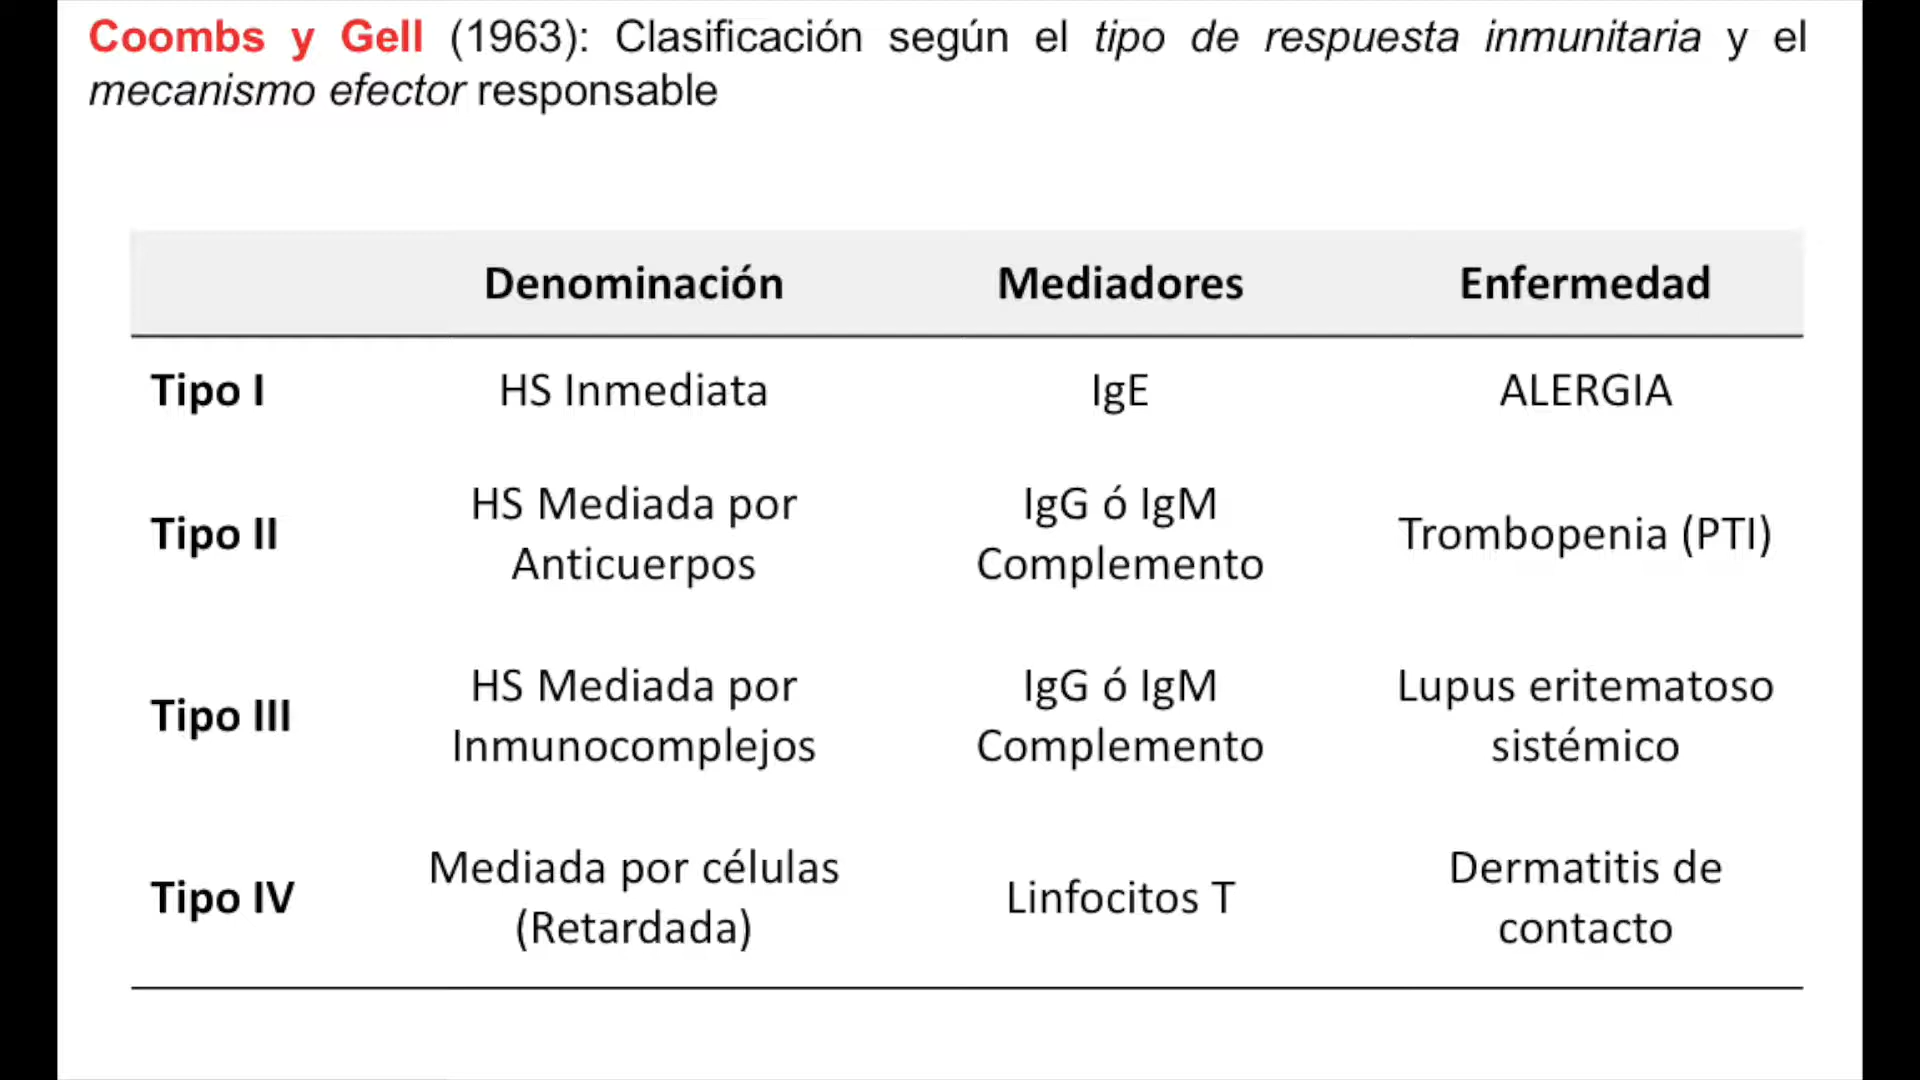 Coombs y Gell (1963): Clasificación según el tipo de respuesta inmunitaria y el
mecanismo efector responsable
Denominación Mediadores Enfermedad
Tipo I HS Inmediata IgE ALERGIA
HS Mediada por IgG ó IgM
Tipo II Trombopenia (PTI)
Anticuerpos Complemento
HS Mediada por IgG ó IgM Lupus eritematoso
Tipo III
Inmunocomplejos Complemento sistémico
Mediada por células Dermatitis de
Tipo IV Linfocitos T
(Retardada) contacto